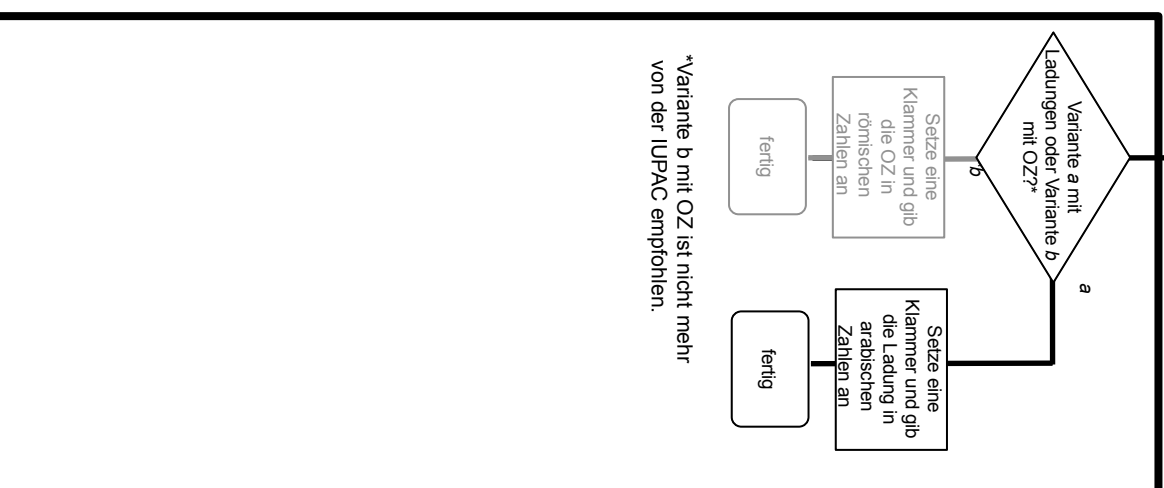 Variante a mit
Ladungen oder Variante b
mit OZ?*
b
a
Setze eine
Klammer und gib
die OZ in
römischen
Zahlen an
fertig
Setze eine
Klammer und gib
die Ladung in
arabischen
Zahlen an
fertig
*Variante b mit OZ ist nicht mehr
von der IUPAC empfohlen.